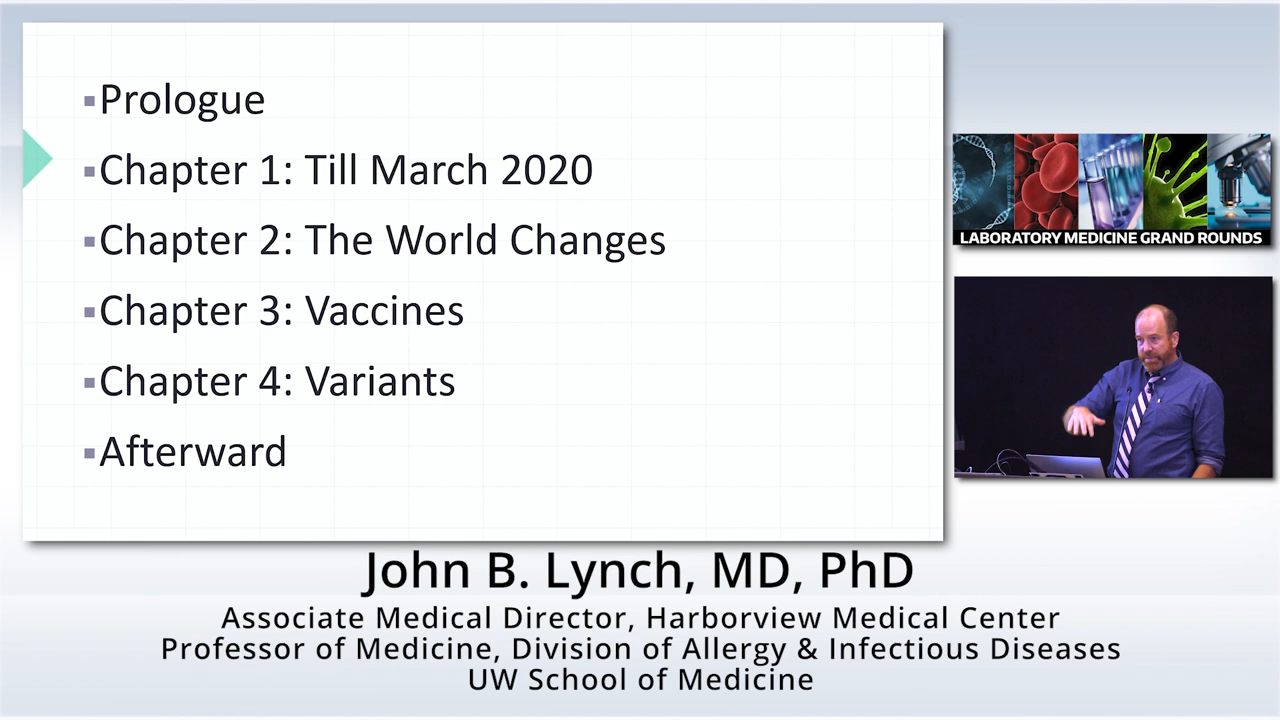 ▪Prologue
▪Chapter 1: Till March 2020
▪Chapter 2: The World Changes
▪Chapter 3: Vaccines
▪Chapter 4: Variants
▪Afterward
LABORATORY MEDICINE GRAND ROUNDS
John B. Lynch, MD, PhD
Associate Medical Director, Harborview Medical Center
Professor of Medicine, Division of Allergy & Infectious Diseases
UW School of Medicine